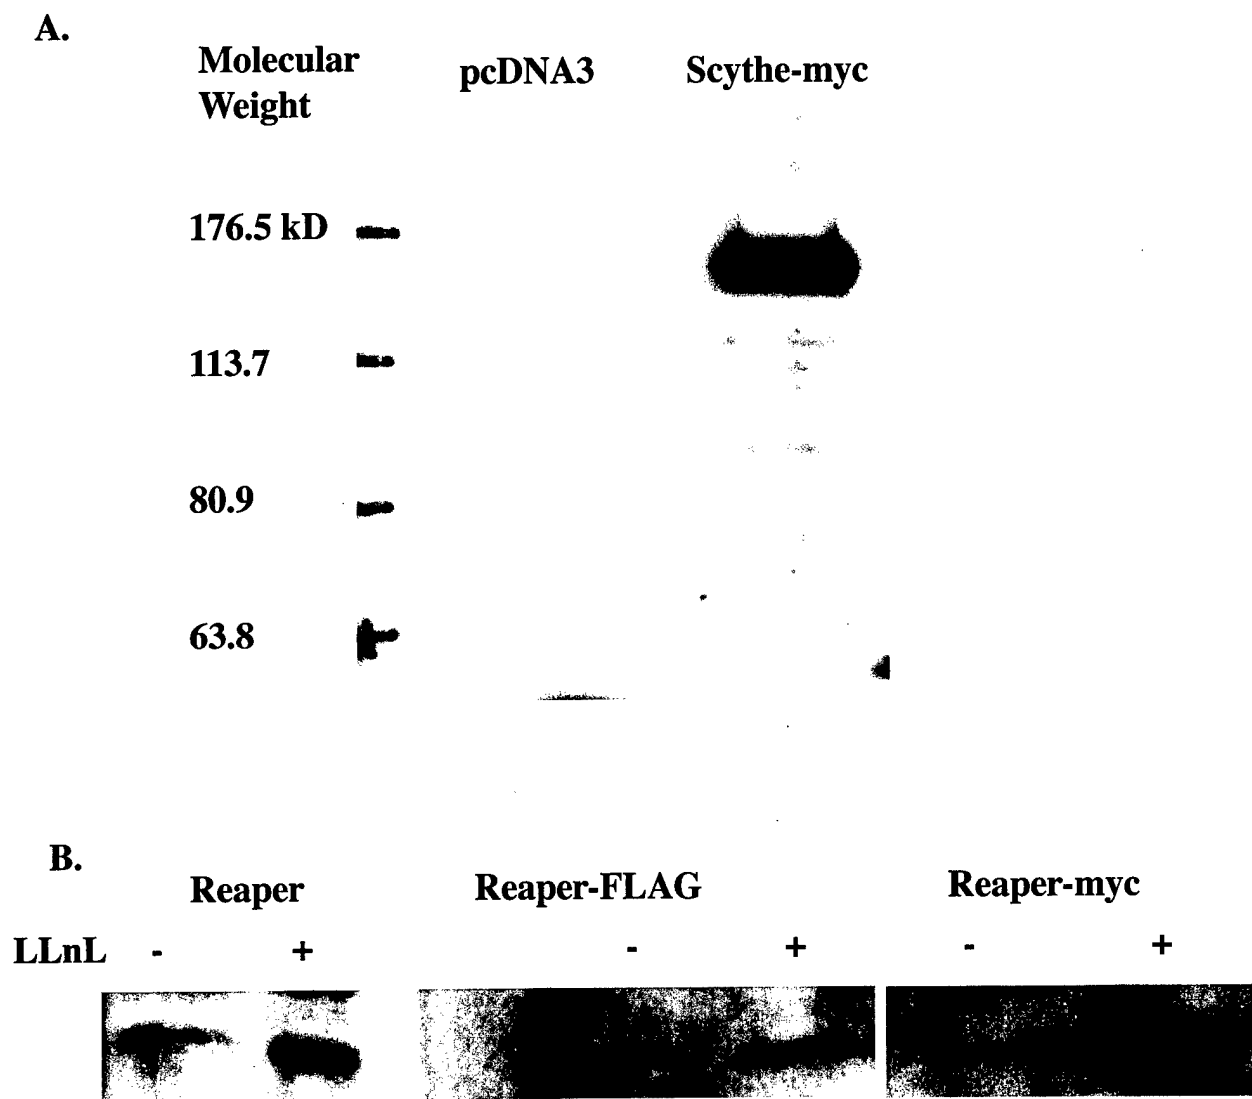 A.
Molecular Weight
pcDNA3
Scythe-myc
176.5 kD
113.7
80.9
63.8
B.
Reaper
Reaper-FLAG
Reaper-myc
LLnL - + - + - +